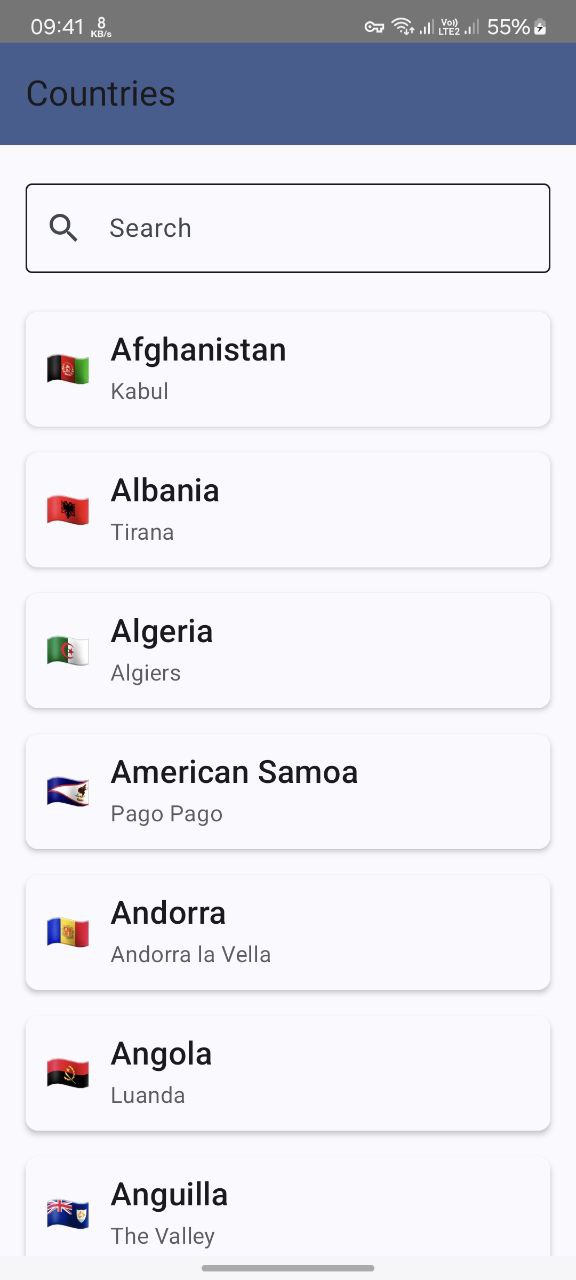 09:41 8 KB/s Vo)) LTE2 55%
Countries
Search
Afghanistan
Kabul
Albania
Tirana
Algeria
Algiers
American Samoa
Pago Pago
Andorra
Andorra la Vella
Angola
Luanda
Anguilla
The Valley